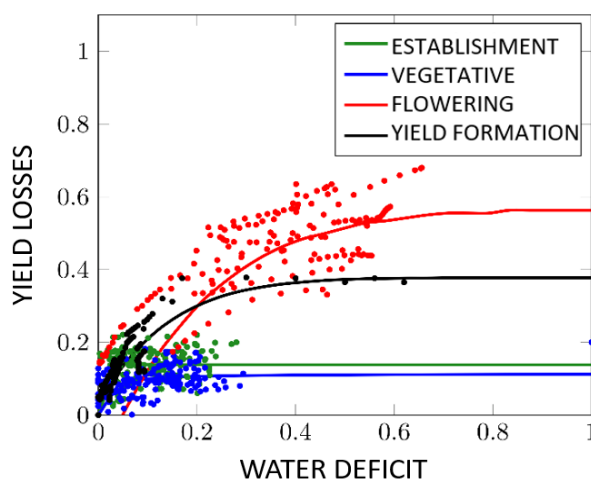 1
0.8
0.6
0.4
0.2
0
0
0.2
0.4
0.6
0.8
1
YIELD LOSSES
WATER DEFICIT
ESTABLISHMENT
VEGETATIVE
FLOWERING
YIELD FORMATION